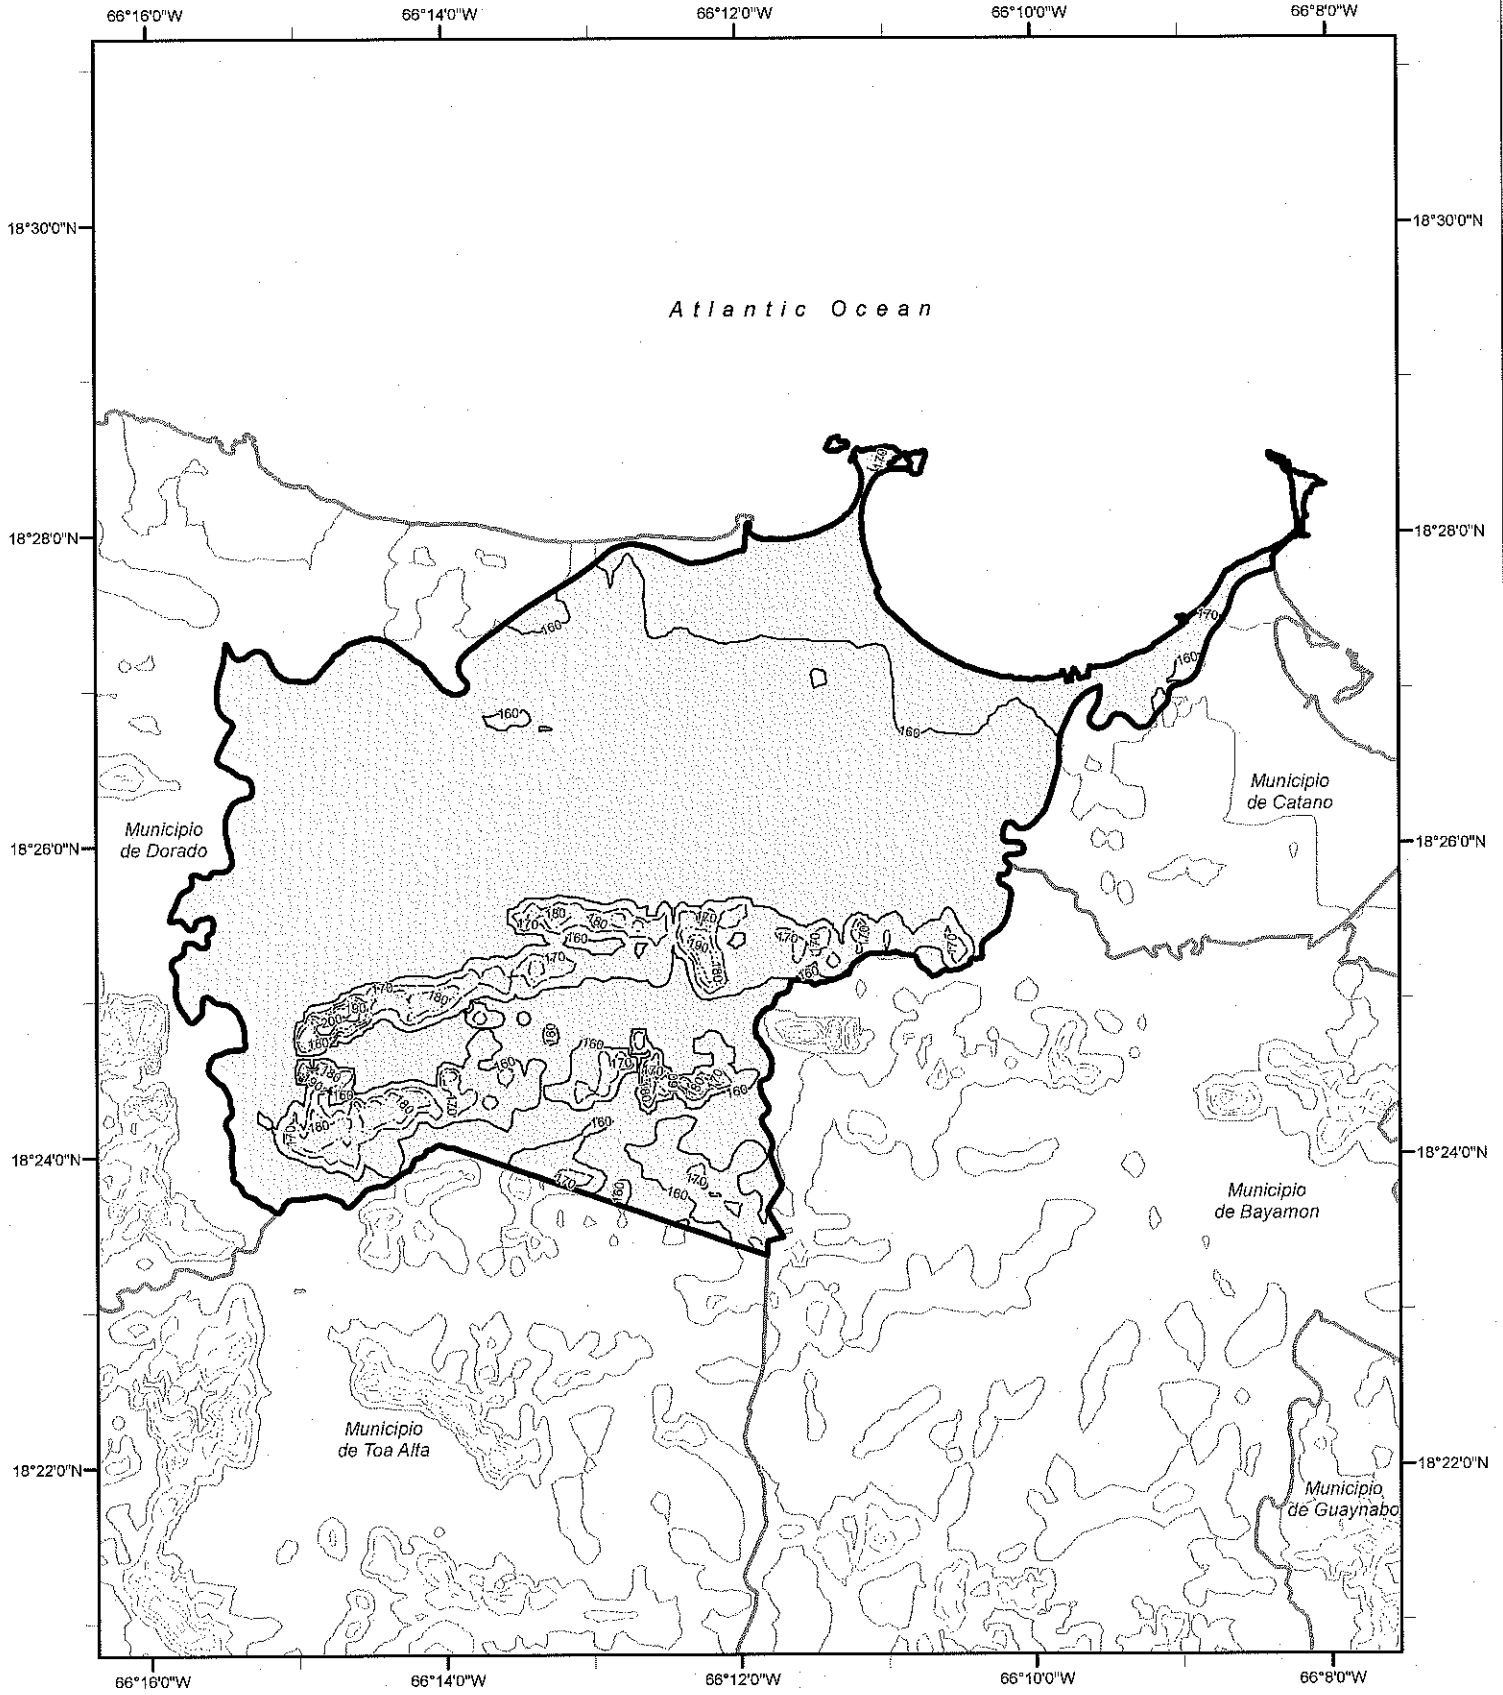 66°16'0"W 66°14'0"W 66°12'0"W 66°10'0"W 66°8'0"W
18°30'0"N 18°30'0"N
Atlantic Ocean
170
18°28'0"N 18°28'0"N
170
160
160
160
160
Municipio
de Catano
Municipio
de Dorado
18°26'0"N 18°26'0"N
160
180 170
170 180
160 190 170
170 180 160
170 180
190
200
180
160
160
170
180
180
160 180
160
180
170
160
170 160
170
160
18°24'0"N 18°24'0"N
Municipio
de Bayamon
Municipio
de Toa Alta
18°22'0"N 18°22'0"N
Municipio
de Guaynabo
66°16'0"W 66°14'0"W 66°12'0"W 66°10'0"W 66°8'0"W